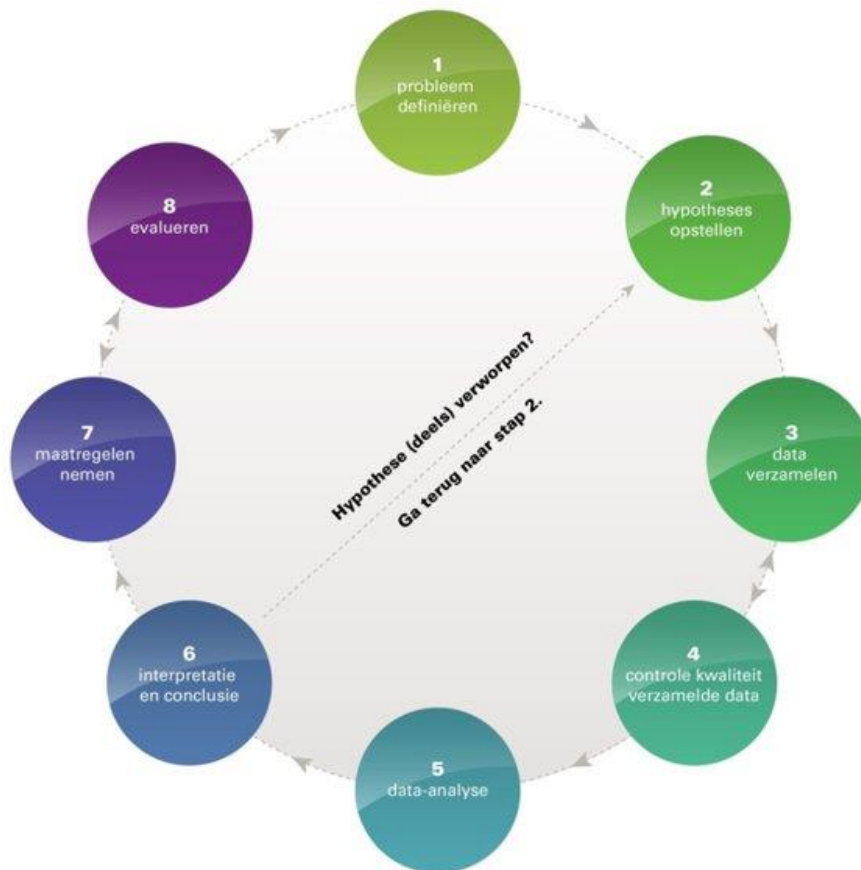 1
probleem
definiëren
2
hypotheses
opstellen
3
data
verzamelen
4
controle kwaliteit
verzamelde data
5
data-analyse
6
interpretatie
en conclusie
7
maatregelen
nemen
8
evalueren
Hypothese (deels) verworpen?
Ga terug naar stap 2.